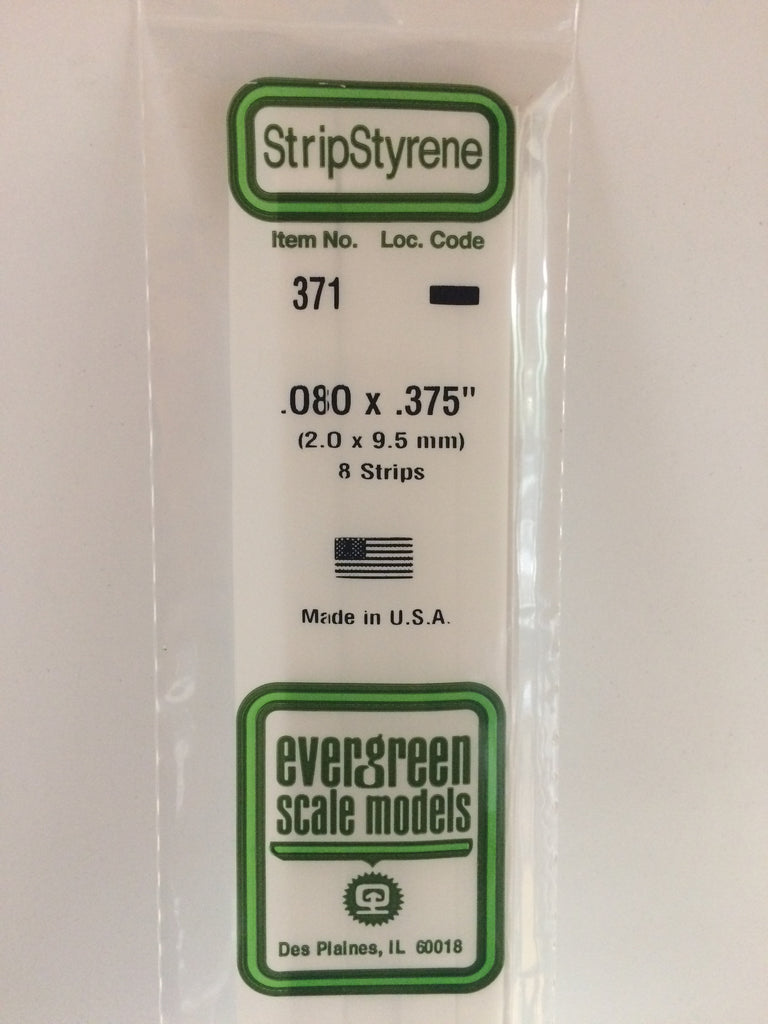 StripStyrene
Item No. Loc. Code
371
.080 x .375"
(2.0 x 9.5 mm)
8 Strips
Made in U.S.A.
evergreen
scale models
Des Plaines, IL 60018